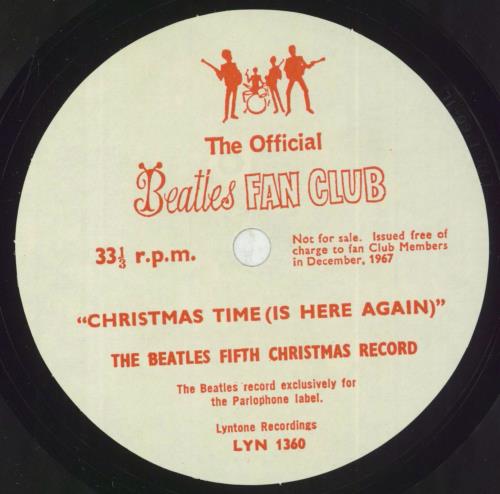 The Official
Beatles FAN CLUB
33⅓ r.p.m.
Not for sale. Issued free of
charge to fan Club Members
in December, 1967
"CHRISTMAS TIME (IS HERE AGAIN)"
THE BEATLES FIFTH CHRISTMAS RECORD
The Beatles record exclusively for
the Parlophone label.
Lyntone Recordings
LYN 1360